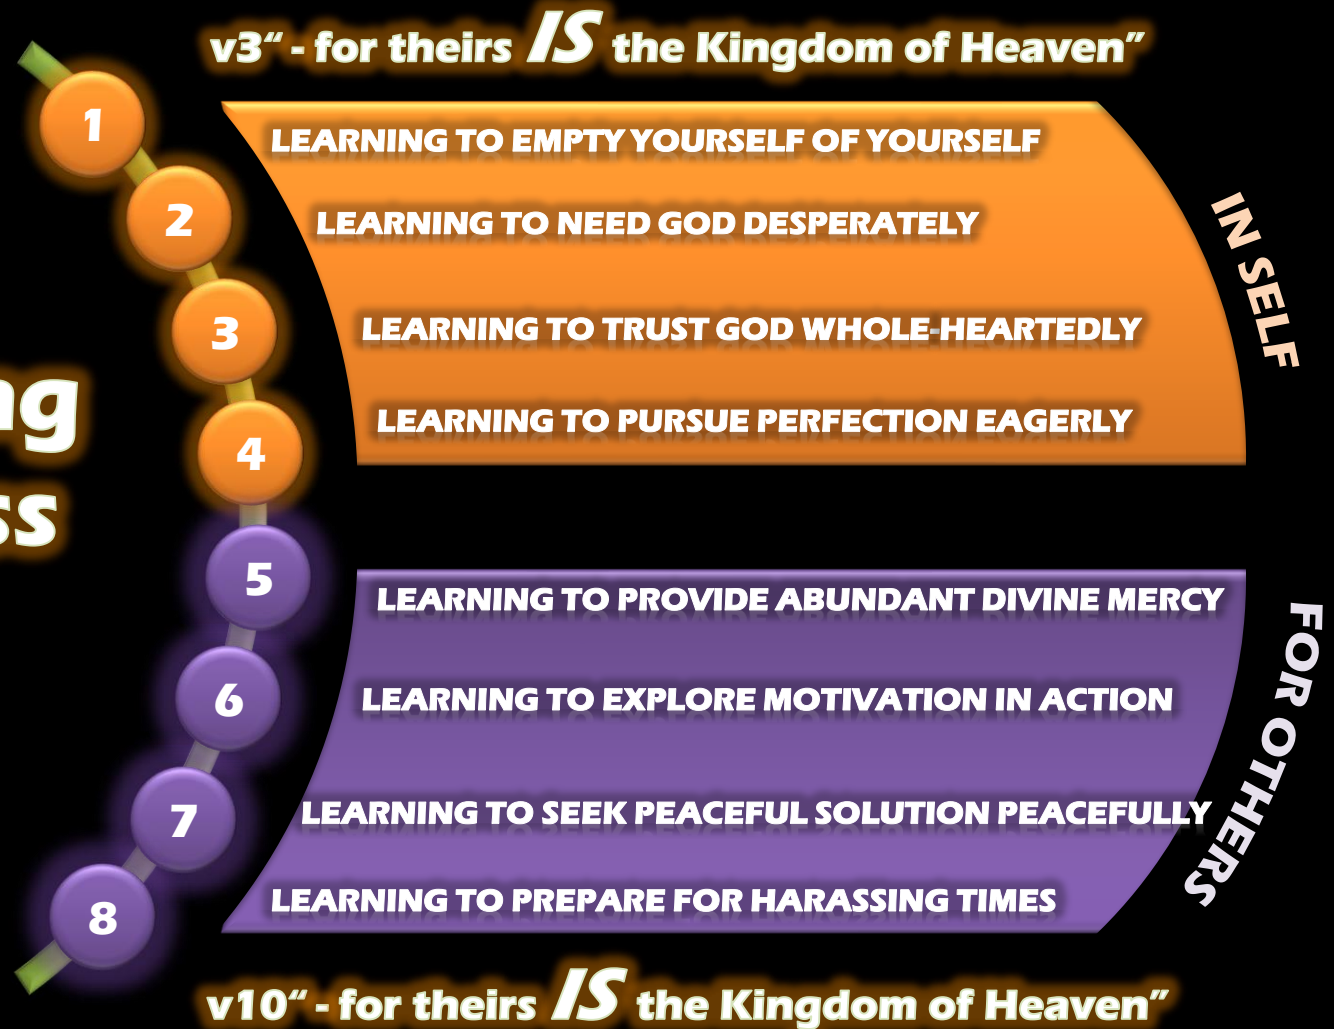 v3“ - for theirs IS the Kingdom of Heaven”
1
LEARNING TO EMPTY YOURSELF OF YOURSELF
2
LEARNING TO NEED GOD DESPERATELY
3
LEARNING TO TRUST GOD WHOLE-HEARTEDLY
4
LEARNING TO PURSUE PERFECTION EAGERLY
IN SELF
5
LEARNING TO PROVIDE ABUNDANT DIVINE MERCY
6
LEARNING TO EXPLORE MOTIVATION IN ACTION
7
LEARNING TO SEEK PEACEFUL SOLUTION PEACEFULLY
8
LEARNING TO PREPARE FOR HARASSING TIMES
FOR OTHERS
v10“ - for theirs IS the Kingdom of Heaven”